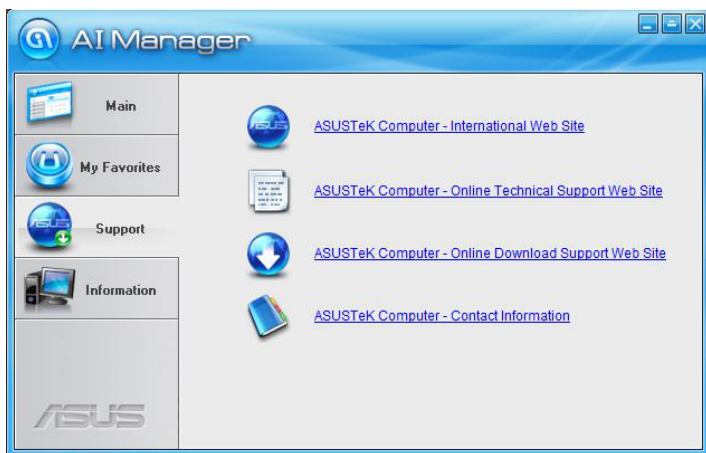 AI Manager
Main
My Favorites
Support
Information
ASUS
ASUSTeK Computer - International Web Site
ASUSTeK Computer - Online Technical Support Web Site
ASUSTeK Computer - Online Download Support Web Site
ASUSTeK Computer - Contact Information